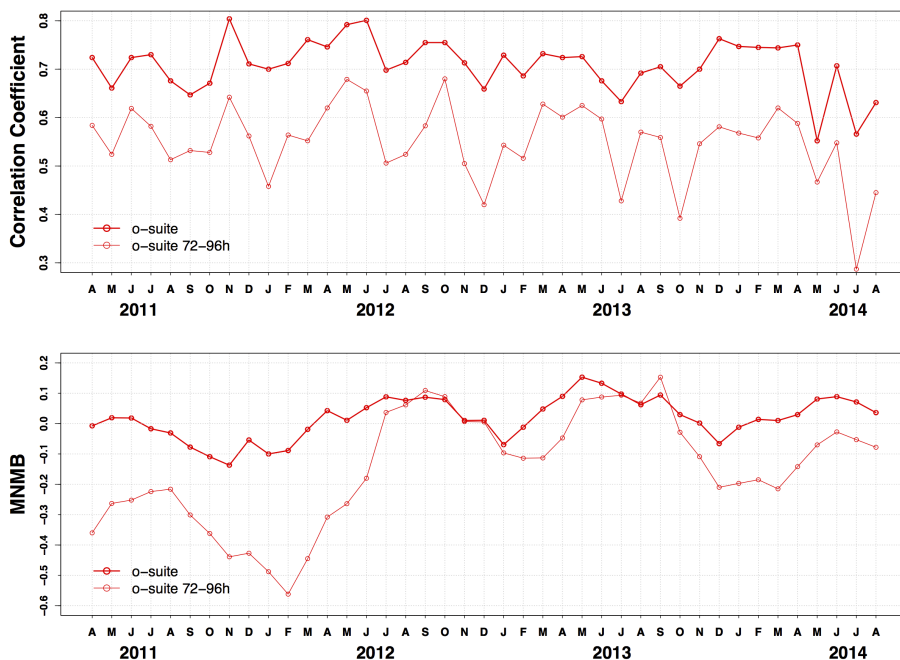 Correlation Coefficient
0.8
0.7
0.6
0.5
0.4
0.3
o−suite
o−suite 72−96h
A M J J A S O N D J F M A M J J A S O N D J F M A M J J A S O N D J F M A M J J A
2011 2012 2013 2014
MNMB
0.2
0.1
0.0
−0.1
−0.2
−0.3
−0.4
−0.5
−0.6
o−suite
o−suite 72−96h
A M J J A S O N D J F M A M J J A S O N D J F M A M J J A S O N D J F M A M J J A
2011 2012 2013 2014